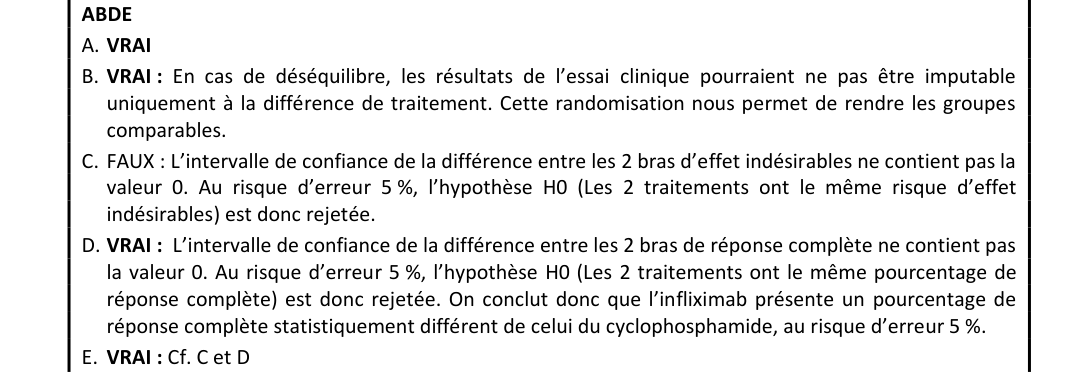 ABDE
A. VRAI
B. VRAI : En cas de déséquilibre, les résultats de l’essai clinique pourraient ne pas être imputable
uniquement à la différence de traitement. Cette randomisation nous permet de rendre les groupes
comparables.
C. FAUX : L’intervalle de confiance de la différence entre les 2 bras d’effet indésirables ne contient pas la
valeur 0. Au risque d’erreur 5 %, l’hypothèse H0 (Les 2 traitements ont le même risque d’effet
indésirables) est donc rejetée.
D. VRAI : L’intervalle de confiance de la différence entre les 2 bras de réponse complète ne contient pas
la valeur 0. Au risque d’erreur 5 %, l’hypothèse H0 (Les 2 traitements ont le même pourcentage de
réponse complète) est donc rejetée. On conclut donc que l’infliximab présente un pourcentage de
réponse complète statistiquement différent de celui du cyclophosphamide, au risque d’erreur 5 %.
E. VRAI : Cf. C et D